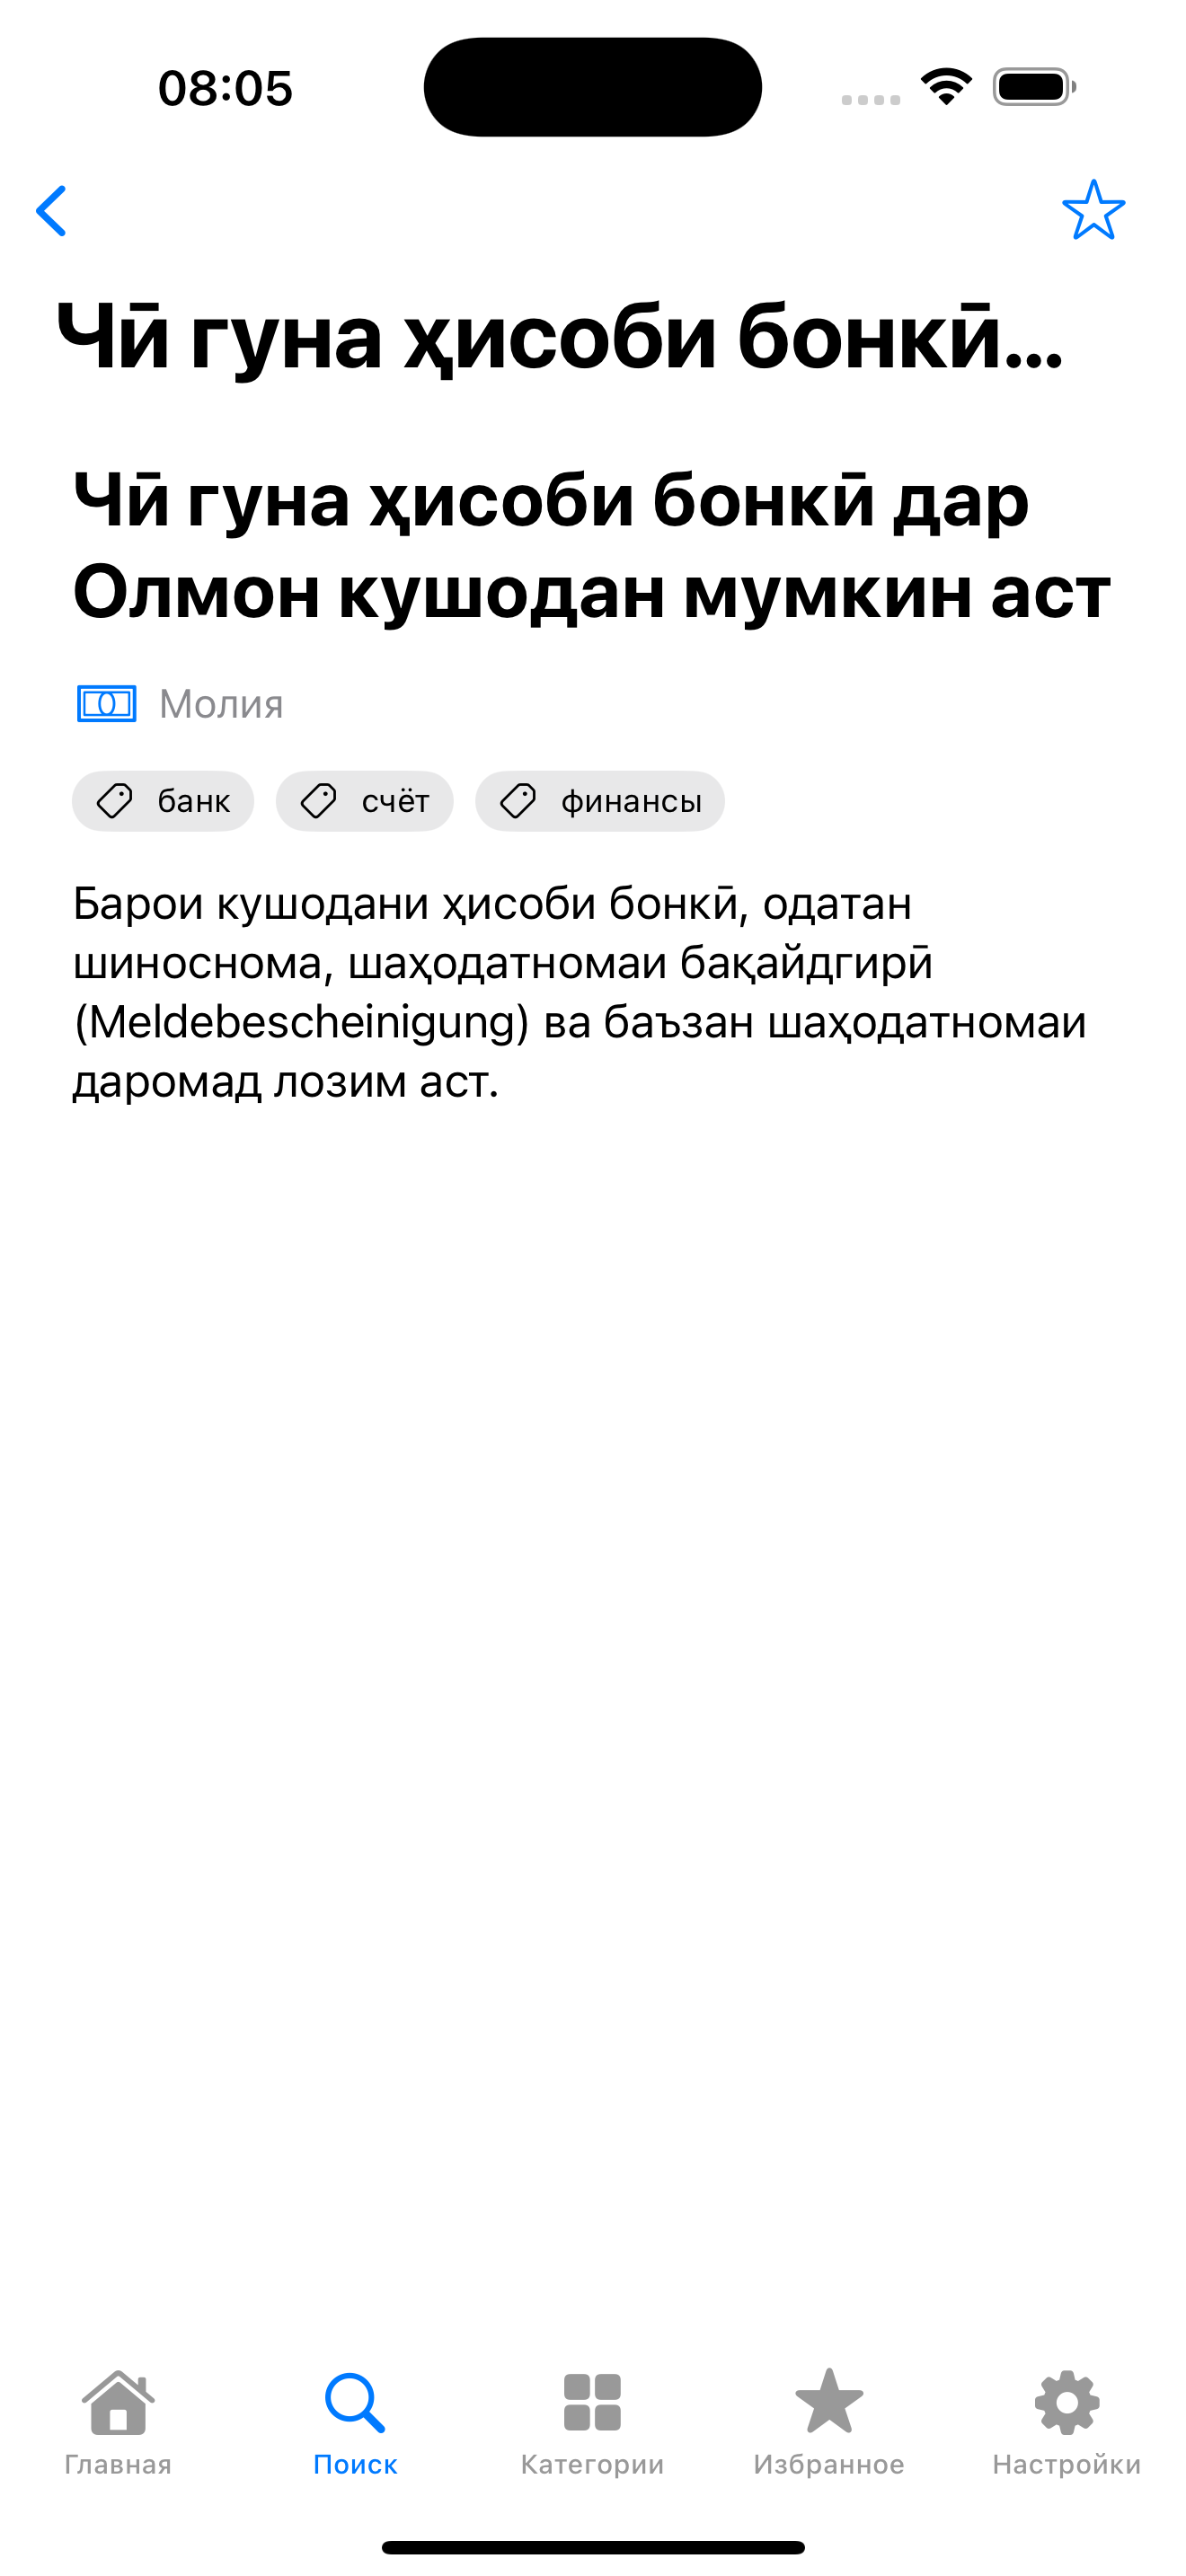 08:05
Чӣ гуна ҳисоби бонкӣ...
Чӣ гуна ҳисоби бонкӣ дар
Олмон кушодан мумкин аст
Молия
банк
счёт
финансы
Барои кушодани ҳисоби бонкӣ, одатан
шиноснома, шаҳодатномаи бақайдгирӣ
(Meldebescheinigung) ва баъзан шаҳодатномаи
даромад лозим аст.
Главная
Поиск
Категории
Избранное
Настройки